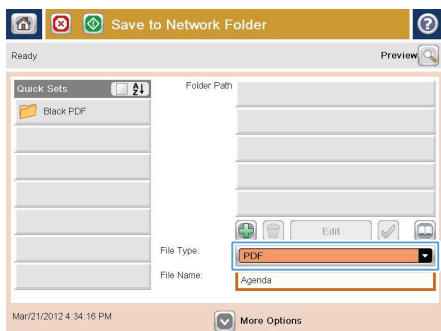 Save to Network Folder
Ready
Preview
Quick Sets
Folder Path
Black PDF
Edit
File Type:
PDF
File Name:
Agenda
Mar/21/2012 4:34:16 PM
More Options